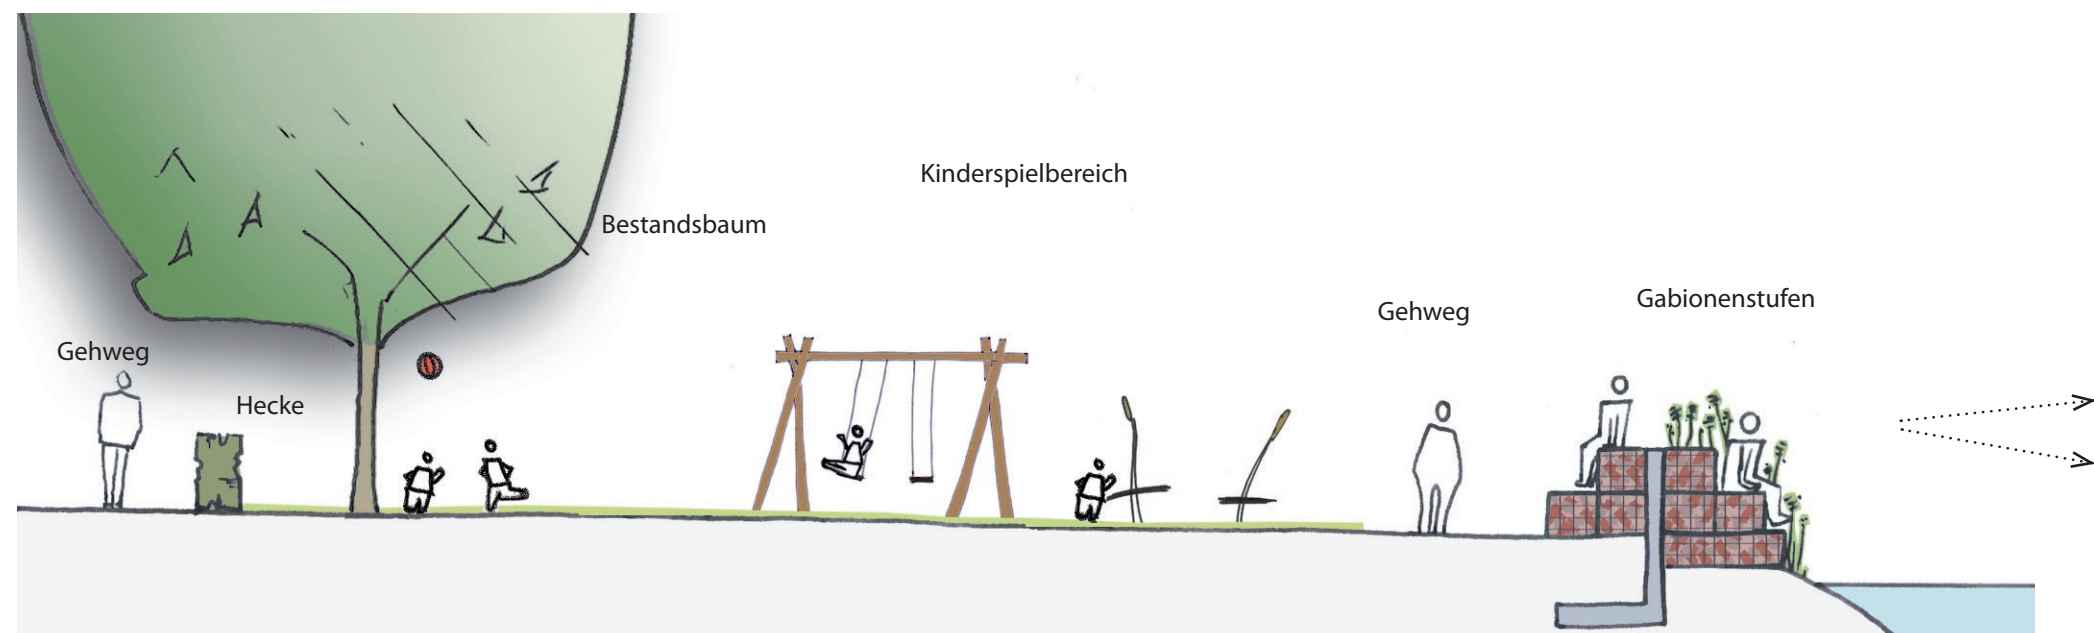 Kinderspielbereich
Bestandsbaum
Gabionenstufen
Gehweg
Gehweg
Hecke